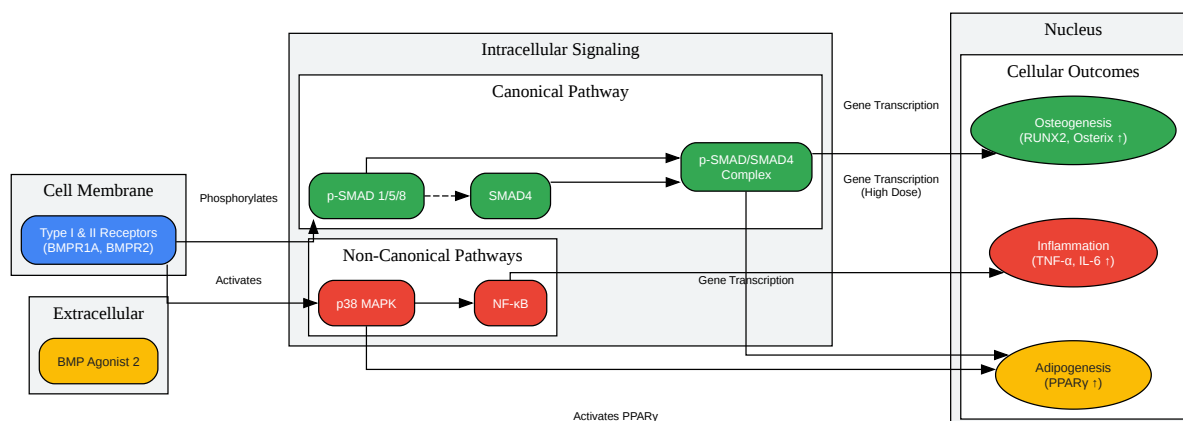 Nucleus
Intracellular Signaling
Cellular Outcomes
Canonical Pathway
Gene Transcription
Osteogenesis
(RUNX2, Osterix ↑)
p-SMAD/SMAD4
Complex
Cell Membrane
Phosphorylates
p-SMAD 1/5/8
SMAD4
Gene Transcription
(High Dose)
Type I & II Receptors
(BMPR1A, BMPR2)
Non-Canonical Pathways
Inflammation
(TNF-α, IL-6 ↑)
Activates
Gene Transcription
p38 MAPK
NF-κB
Extracellular
BMP Agonist 2
Adipogenesis
(PPARγ ↑)
Activates PPARγ